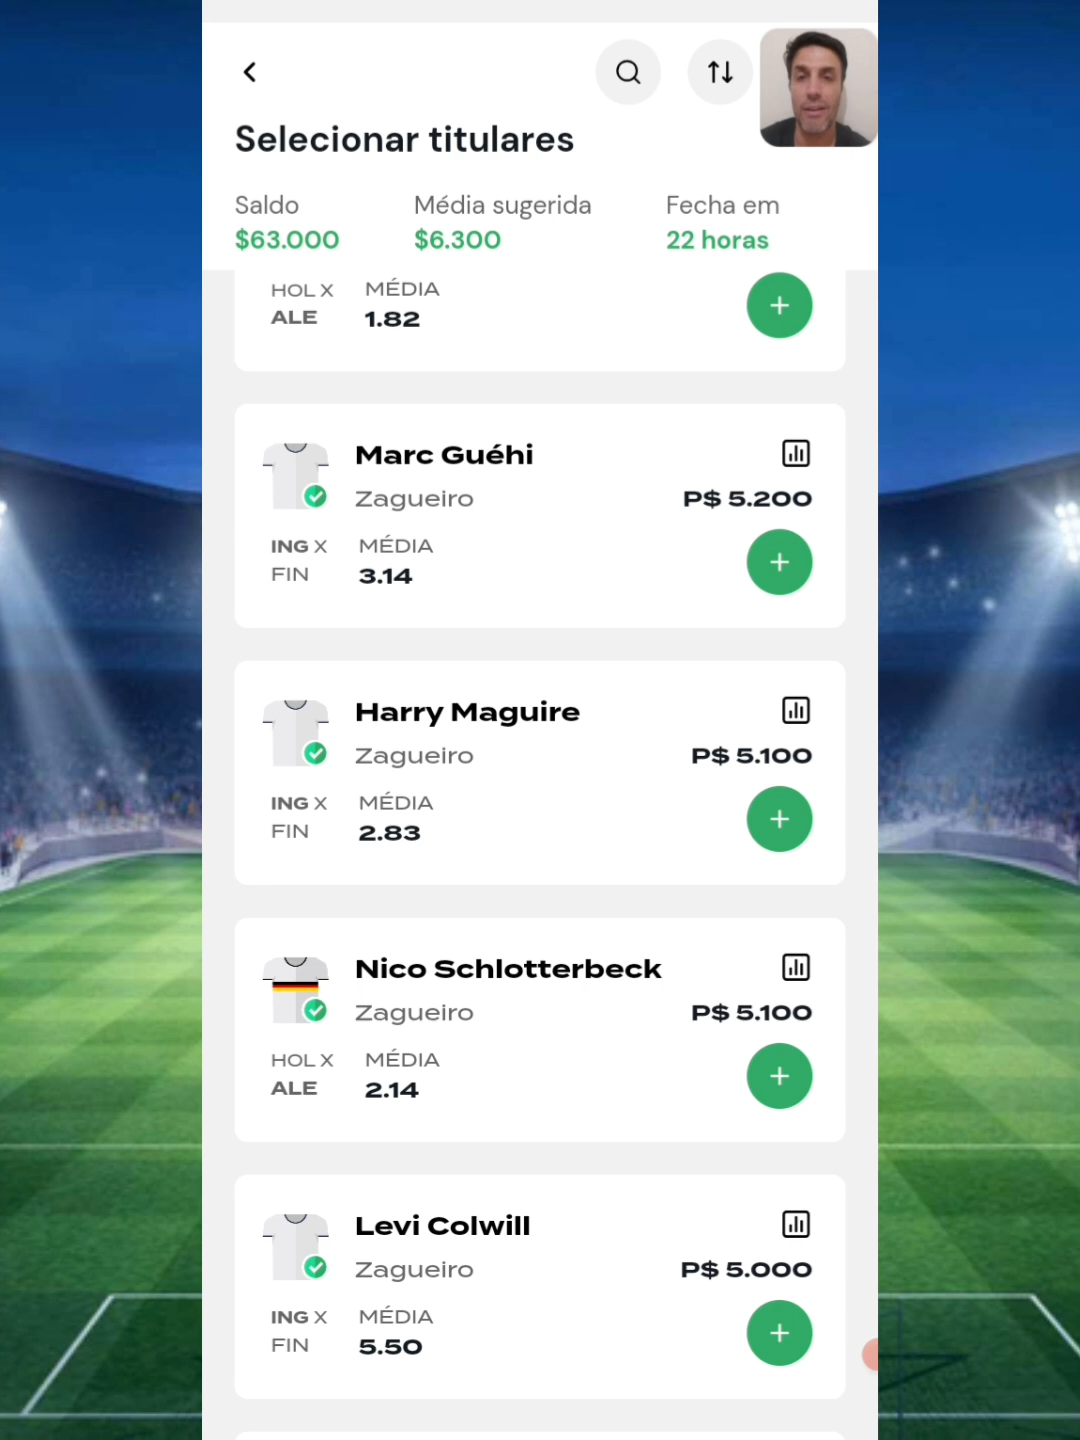 Selecionar titulares
Saldo Média sugerida Fecha em
$63.000 $6.300 22 horas
HOL X MÉDIA
ALE 1.82
Marc Guéhi
Zagueiro P$ 5.200
ING X MÉDIA
FIN 3.14
Harry Maguire
Zagueiro P$ 5.100
ING X MÉDIA
FIN 2.83
Nico Schlotterbeck
Zagueiro P$ 5.100
HOL X MÉDIA
ALE 2.14
Levi Colwill
Zagueiro P$ 5.000
ING X MÉDIA
FIN 5.50